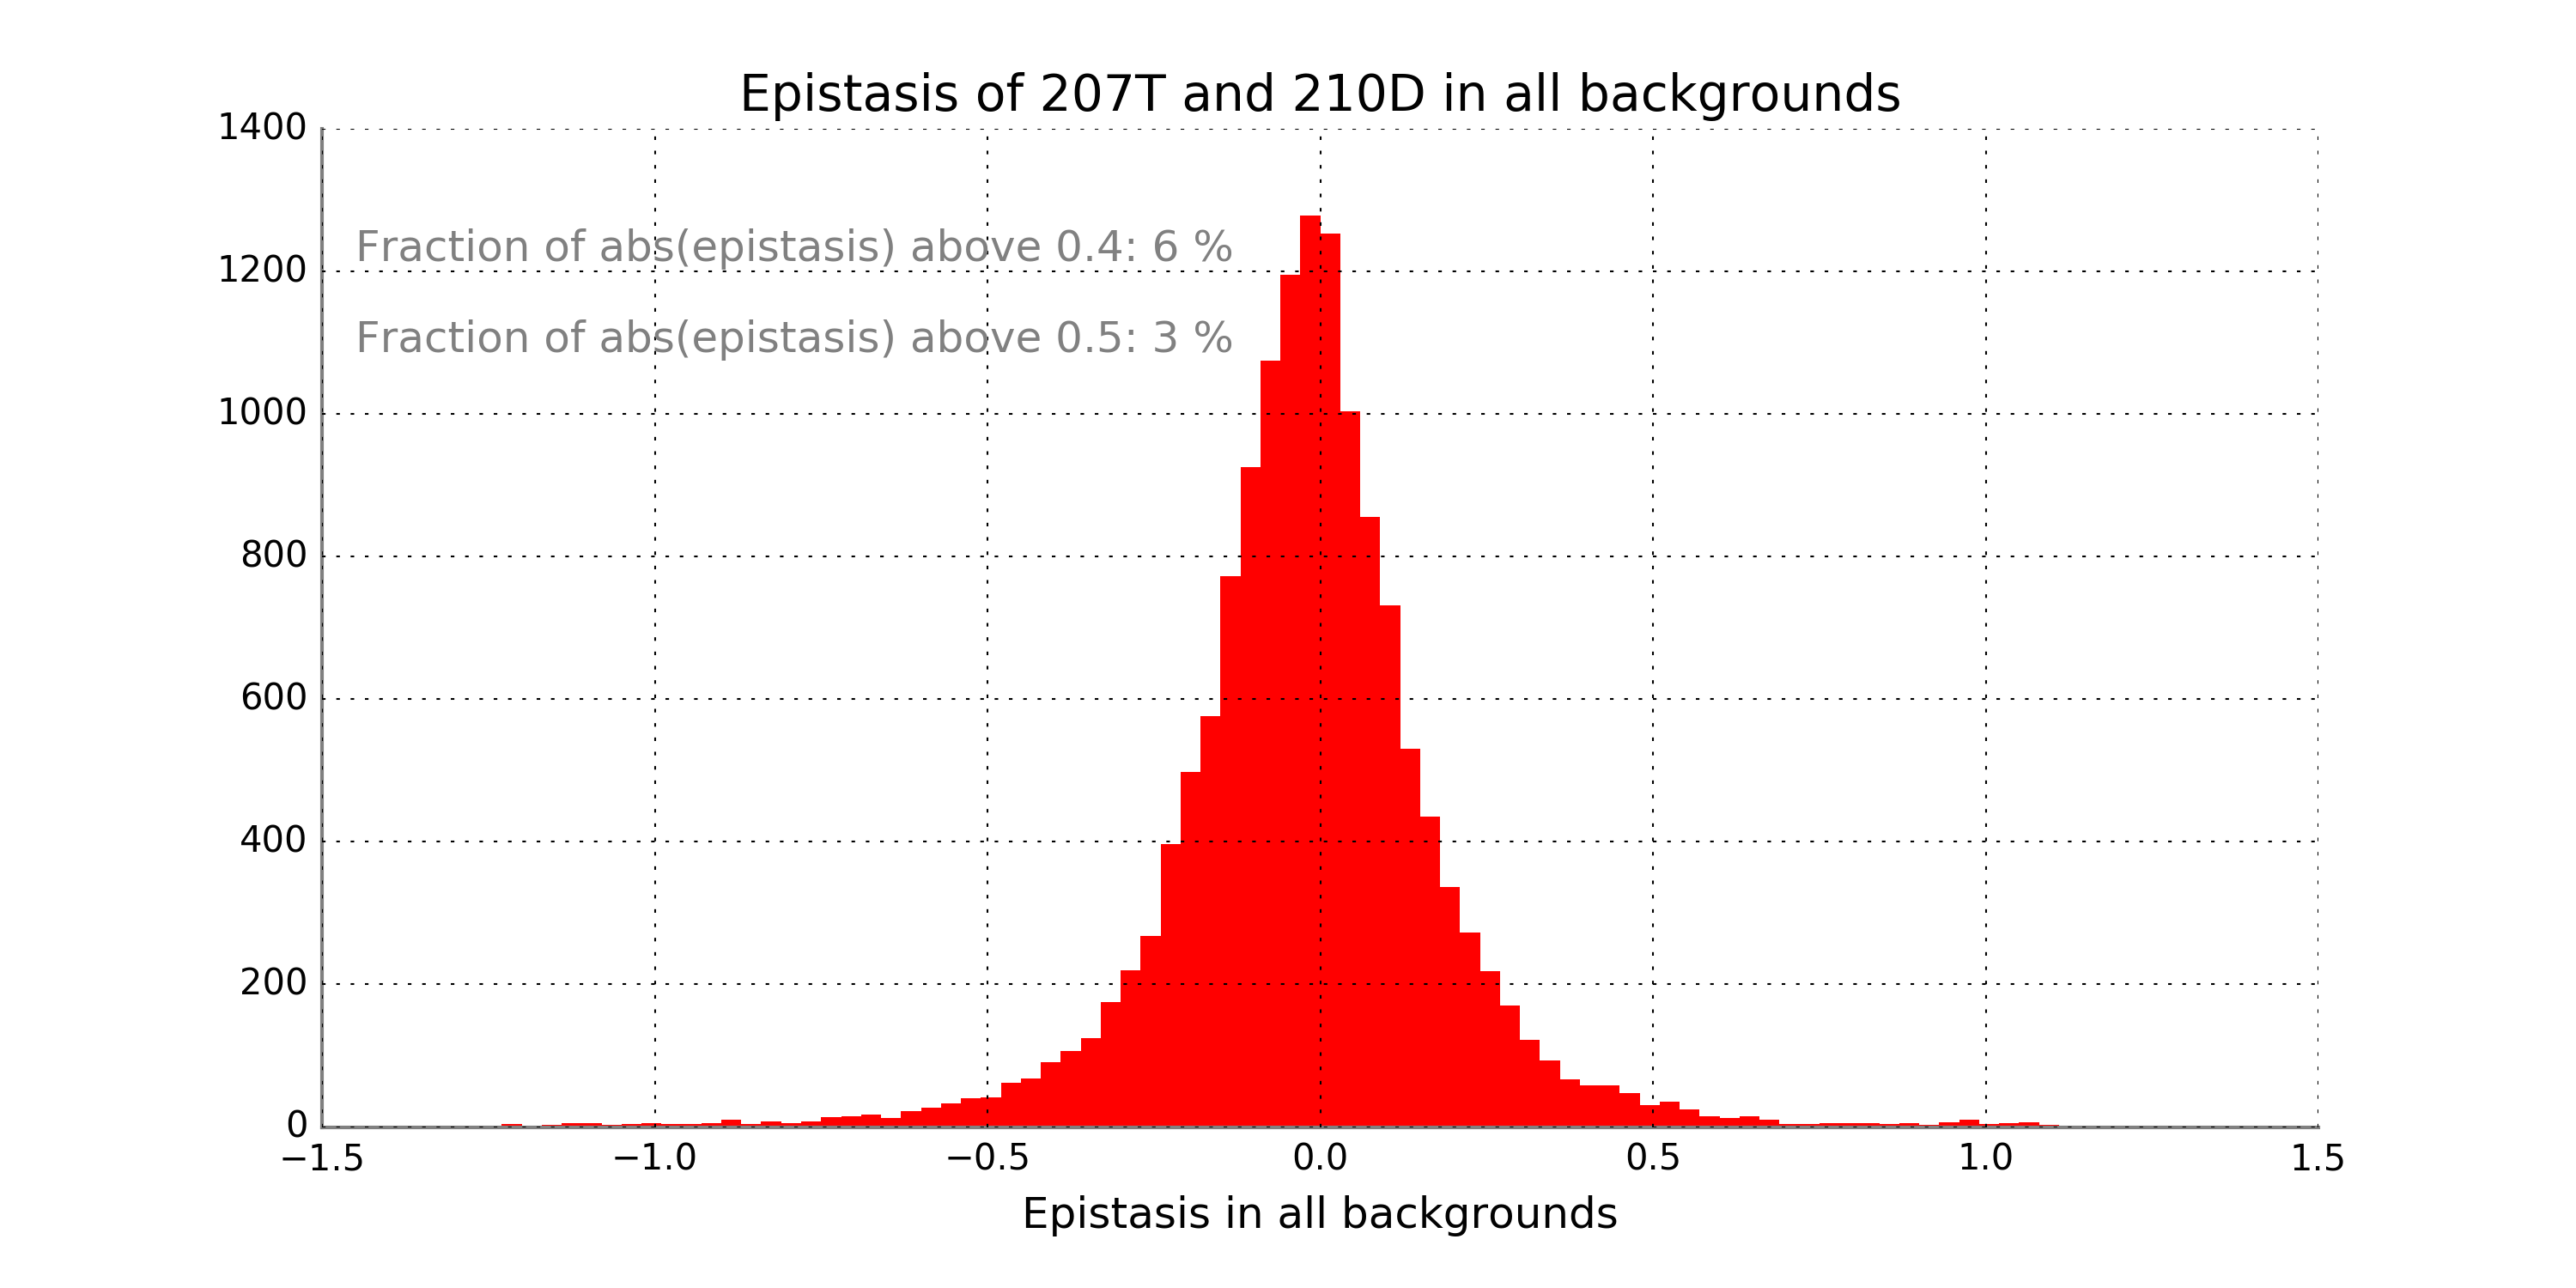 Epistasis of 207T and 210D in all backgrounds
1400
1200
1000
800
600
400
200
0
Fraction of abs(epistasis) above 0.4: 6 %
Fraction of abs(epistasis) above 0.5: 3 %
−1.5 −1.0 −0.5 0.0 0.5 1.0 1.5
Epistasis in all backgrounds